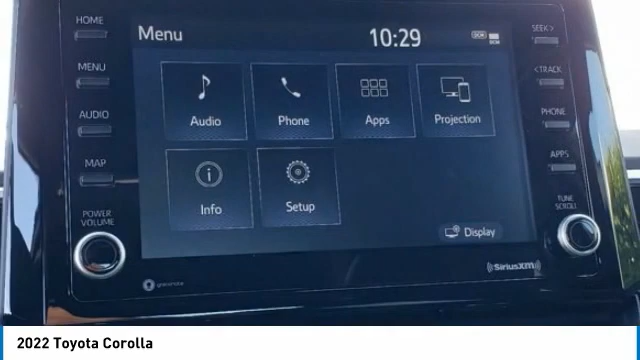 HOME
MENU
AUDIO
MAP
POWER
VOLUME
Menu
10:29
DCM
Audio
Phone
Apps
Projection
Info
Setup
Display
SEEK>
<TRACK
PHONE
APPS
TUNE
SCROLL
SiriusXM
2022 Toyota Corolla